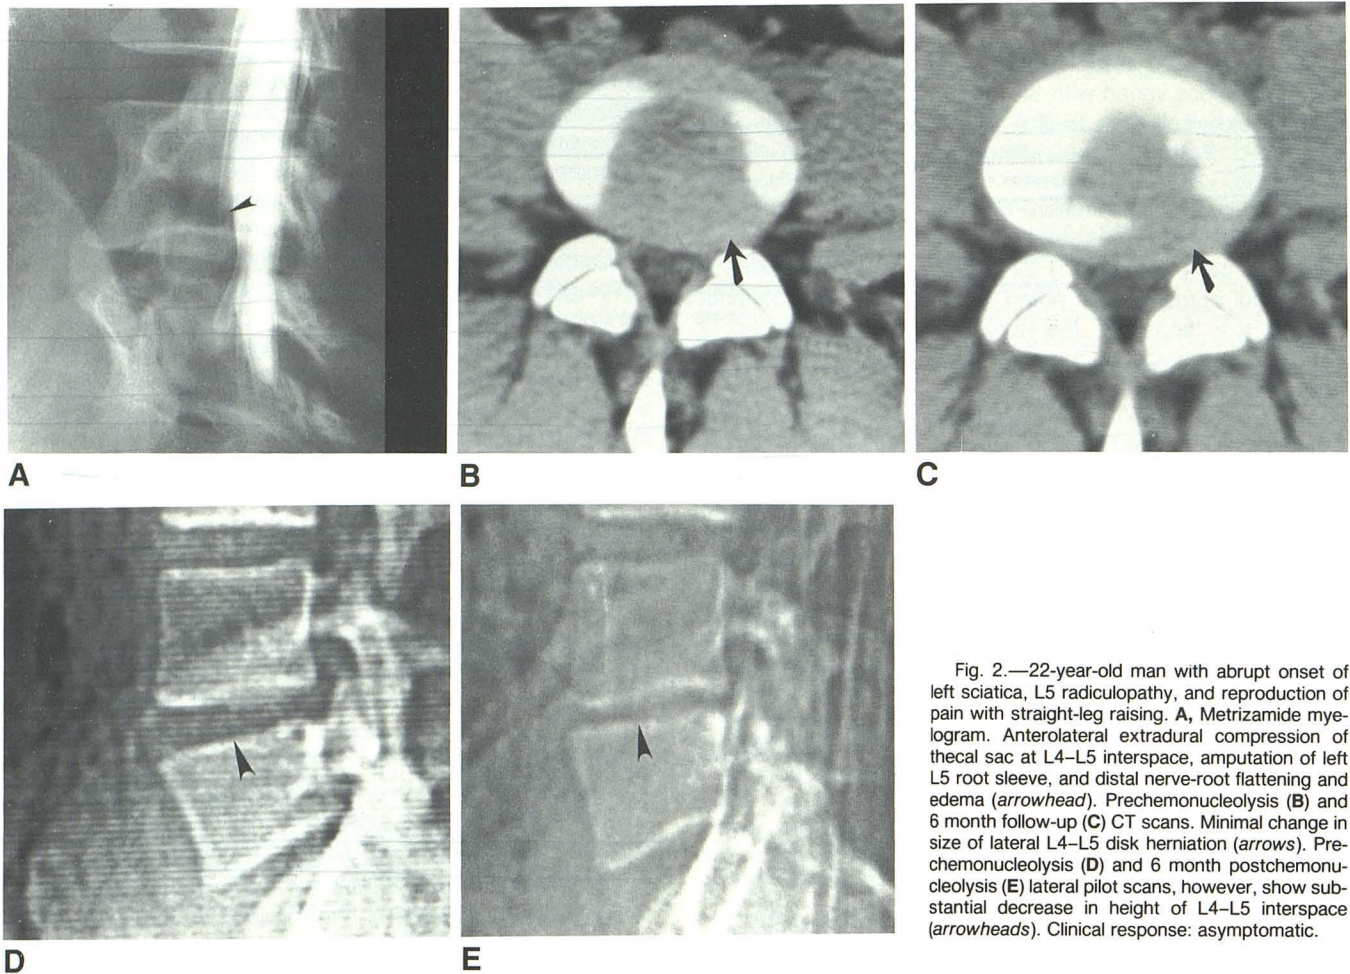 A
B
C
D
E
Fig. 2.—22-year-old man with abrupt onset of
left sciatica, L5 radiculopathy, and reproduction of
pain with straight-leg raising. A, Metrizamide mye-
logram. Anterolateral extradural compression of
thecal sac at L4–L5 interspace, amputation of left
L5 root sleeve, and distal nerve-root flattening and
edema (arrowhead). Prechemonucleolysis (B) and
6 month follow-up (C) CT scans. Minimal change in
size of lateral L4–L5 disk herniation (arrows). Pre-
chemonucleolysis (D) and 6 month postchemonu-
cleolysis (E) lateral pilot scans, however, show sub-
stantial decrease in height of L4–L5 interspace
(arrowheads). Clinical response: asymptomatic.